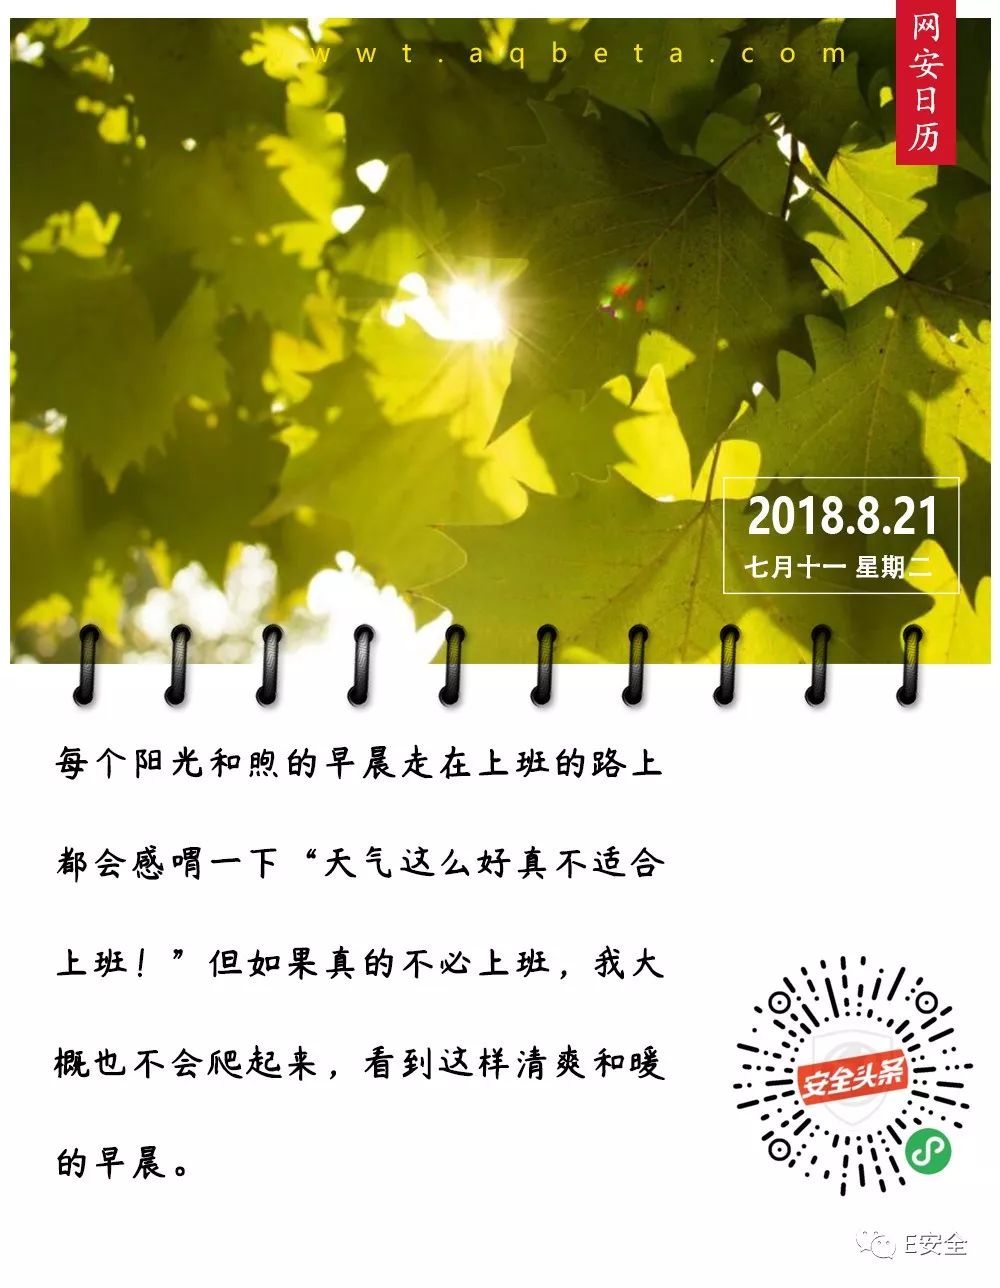 wwt.aqbeta.com
网安日历
2018.8.21
七月十一 星期二
每个阳光和煦的早晨走在上班的路上
都会感喟一下“天气这么好真不适合
上班！”但如果真的不必上班，我大
概也不会爬起来，看到这样清爽和暖
的早晨。
安全头条
E安全